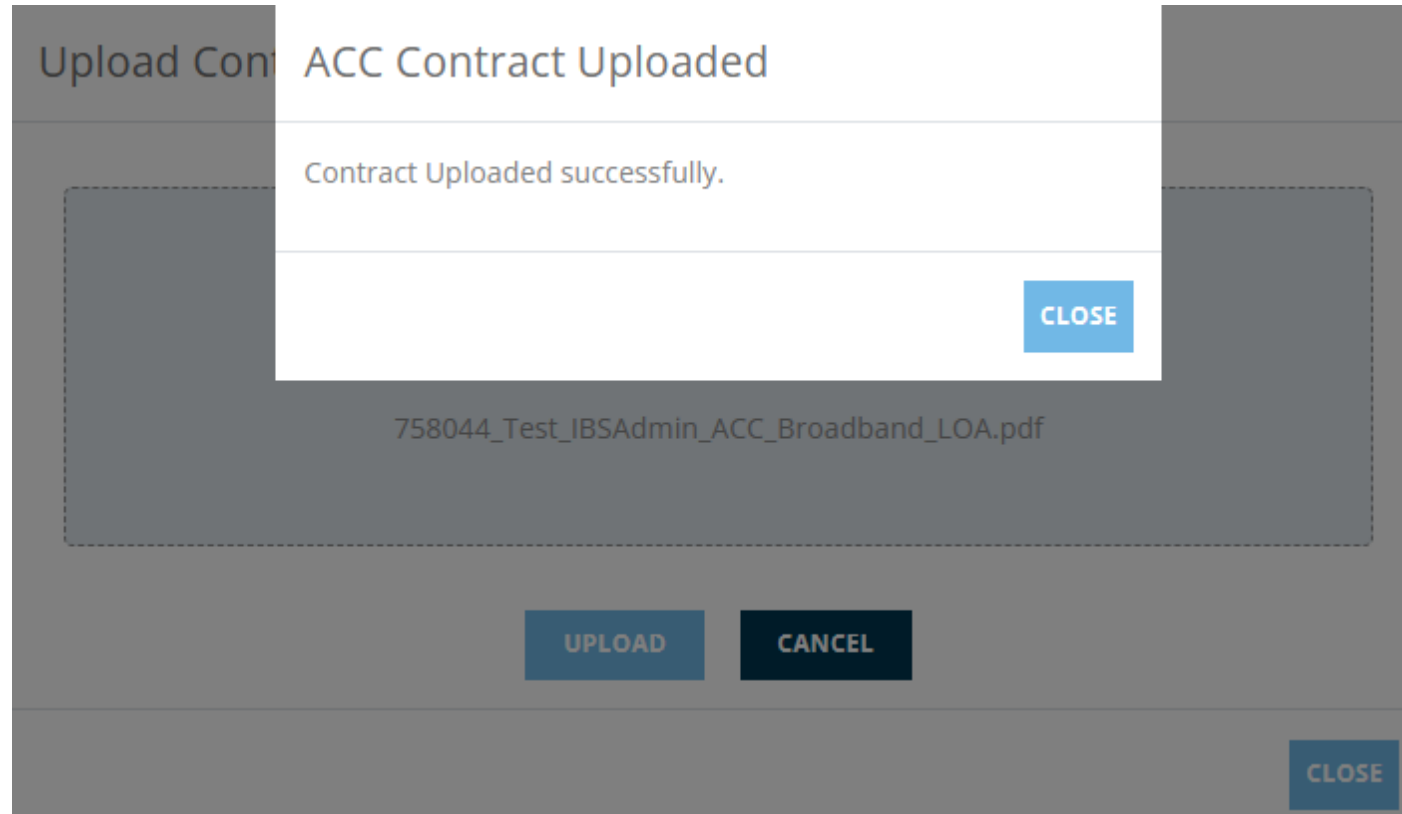 Upload Cont
ACC Contract Uploaded
Contract Uploaded successfully.
CLOSE
758044_Test_IBSAdmin_ACC_Broadband_LOA.pdf
UPLOAD CANCEL
CLOSE